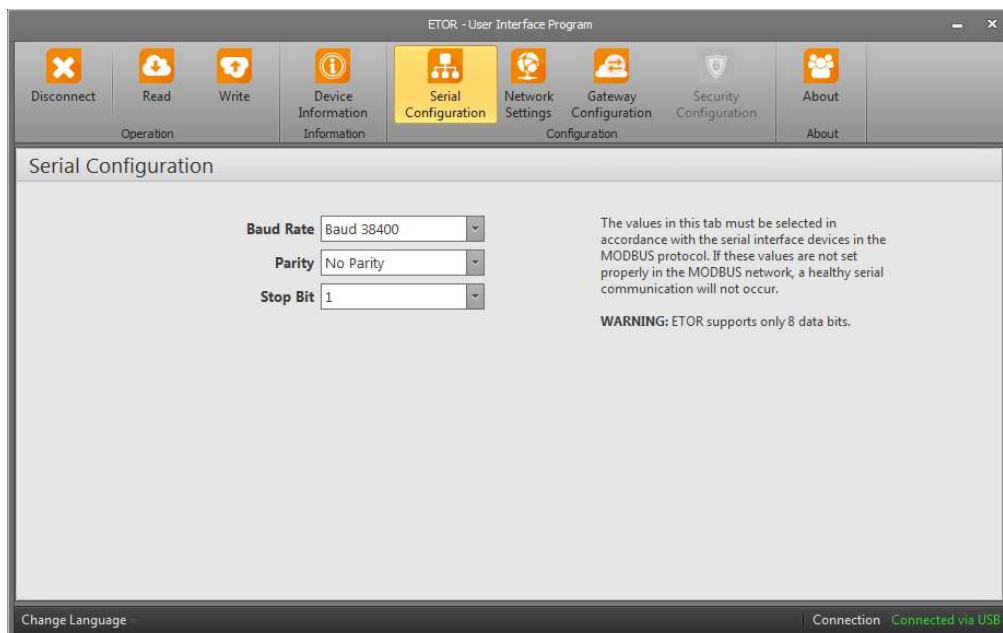 ETOR - User Interface Program
Disconnect
Read
Write
Device
Information
Serial
Configuration
Network
Settings
Gateway
Configuration
Security
Configuration
About
Operation
Information
Configuration
About
Serial Configuration
Baud Rate Baud 38400
Parity No Parity
Stop Bit 1
The values in this tab must be selected in
accordance with the serial interface devices in the
MODBUS protocol. If these values are not set
properly in the MODBUS network, a healthy serial
communication will not occur.
WARNING: ETOR supports only 8 data bits.
Change Language
Connection Connected via USB